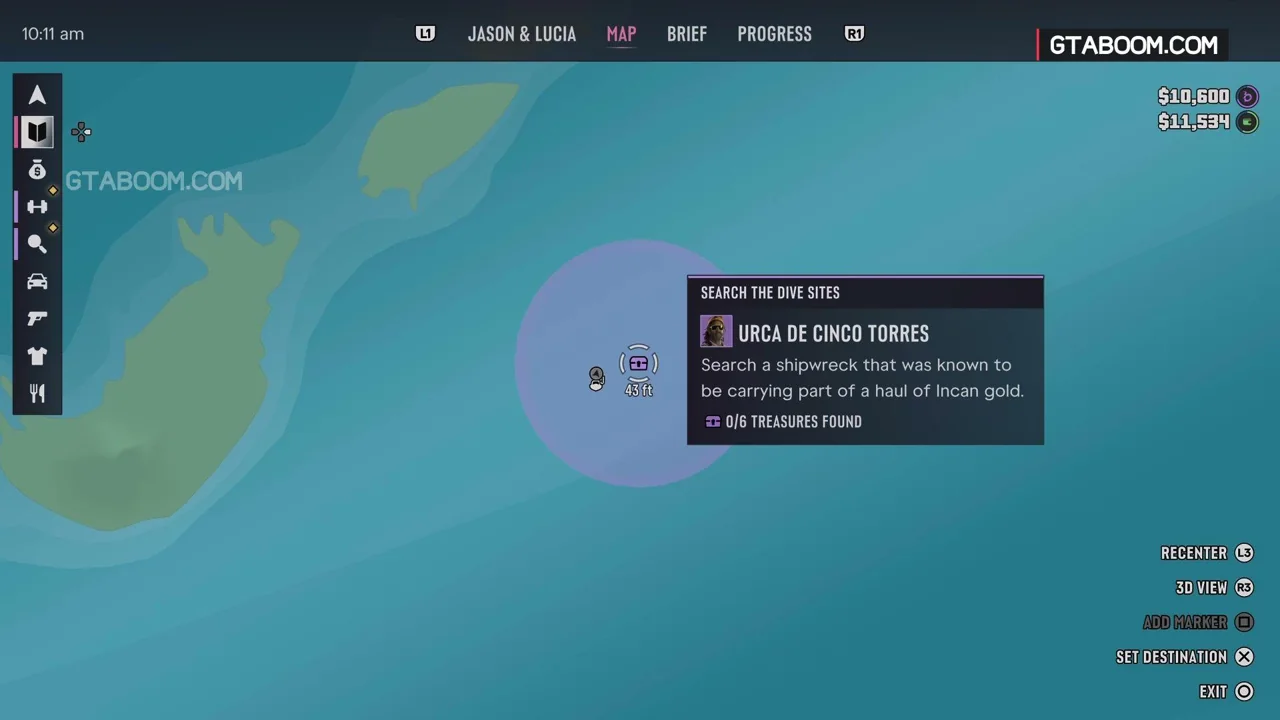 10:11 am
L1
JASON & LUCIA
MAP
BRIEF
PROGRESS
R1
GTABOOM.COM
$10,600
$11,534
GTABOOM.COM
SEARCH THE DIVE SITES
URCA DE CINCO TORRES
Search a shipwreck that was known to
be carrying part of a haul of Incan gold.
0/6 TREASURES FOUND
43 ft
RECENTER L3
3D VIEW R3
ADD MARKER
SET DESTINATION
EXIT